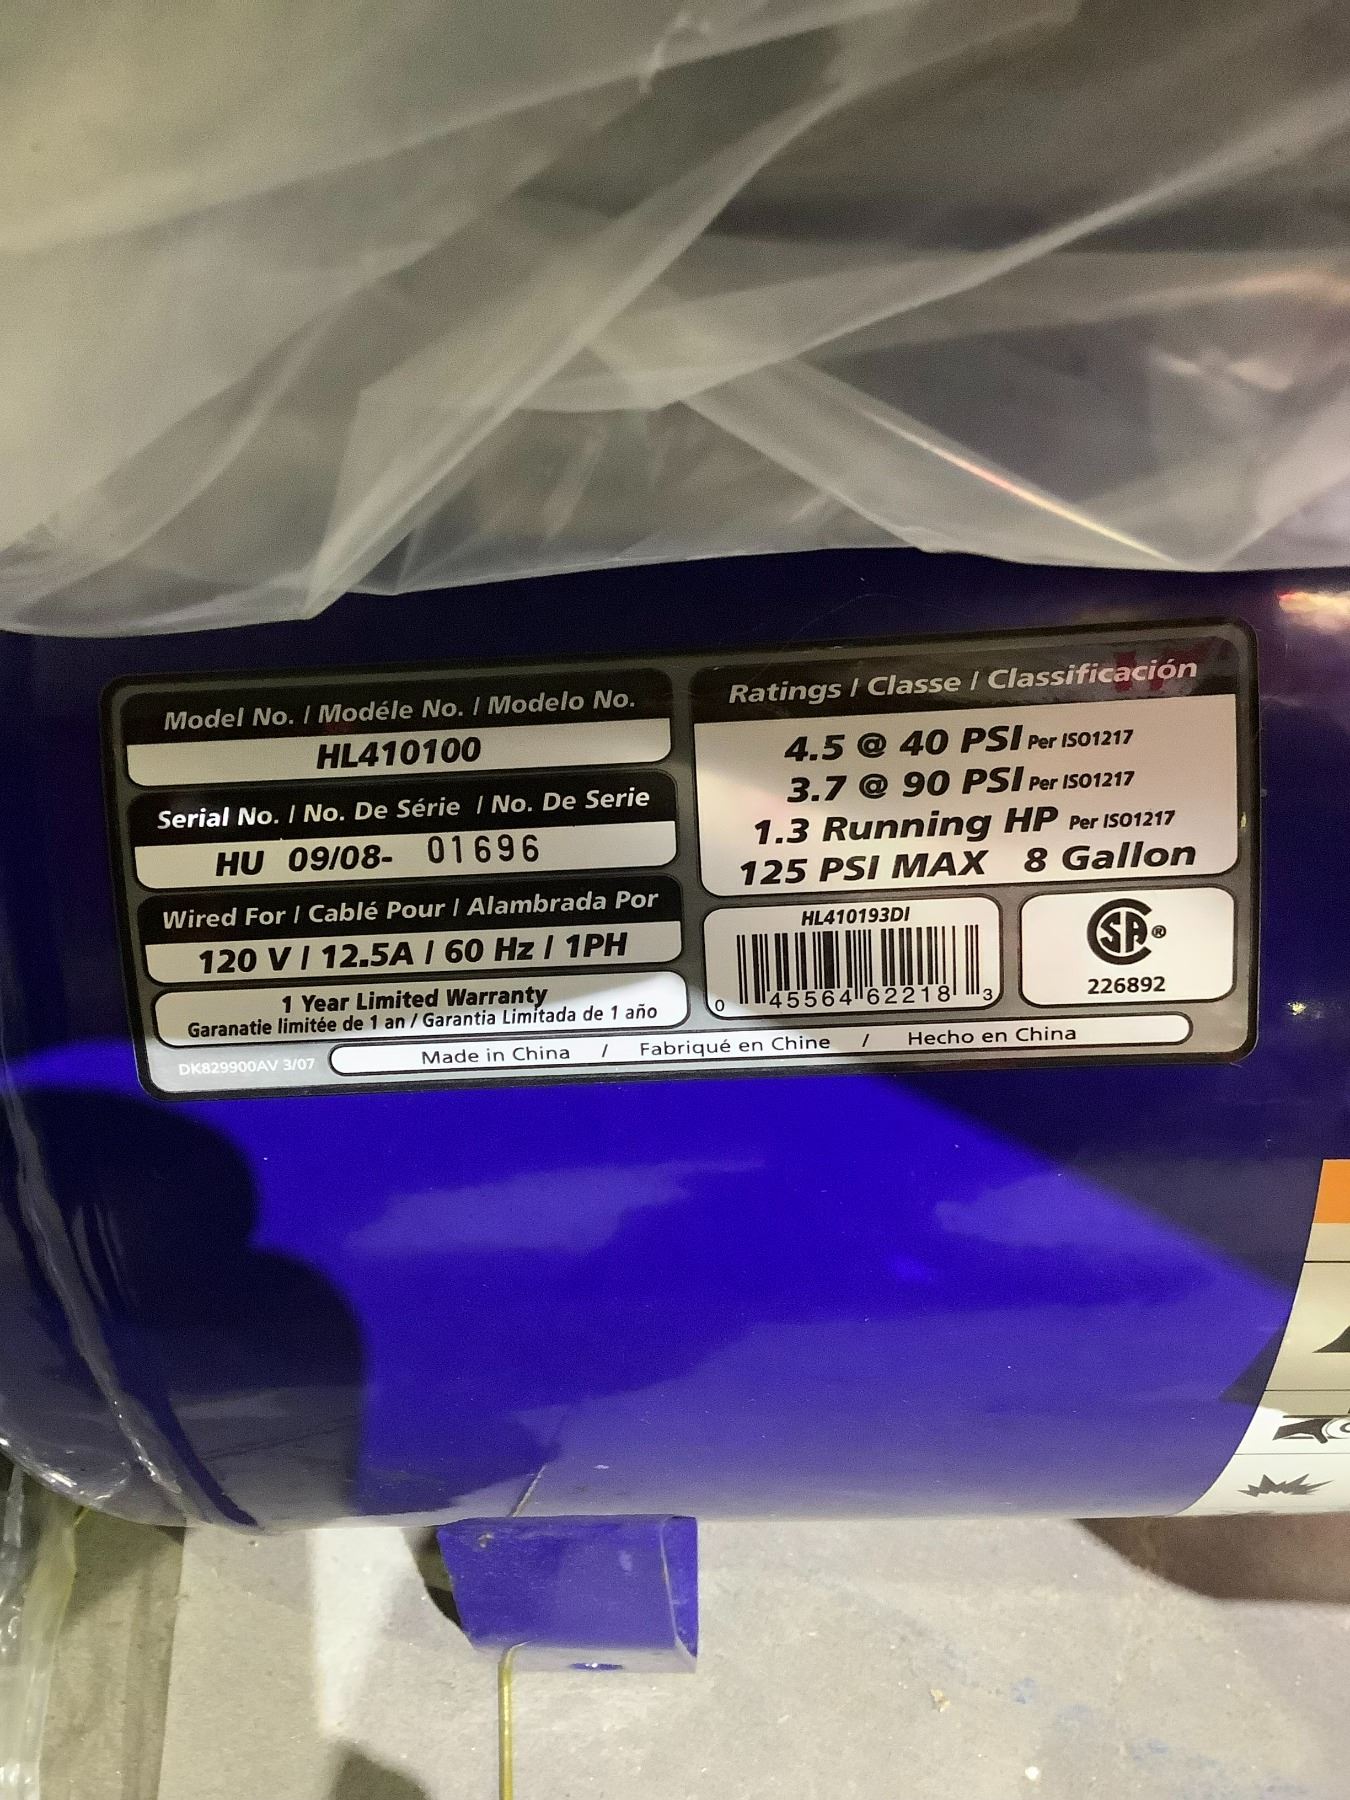 Model No. / Modéle No. / Modelo No.
HL410100
Serial No. / No. De Série / No. De Serie
HU 09/08- 01696
Wired For / Cablé Pour / Alambrada Por
120 V / 12.5A / 60 Hz / 1PH
1 Year Limited Warranty
Garanatie limitée de 1 an / Garantia Limitada de 1 año
DK829900AV 3/07
Made in China / Fabriqué en Chine / Hecho en China
Ratings / Classe / Classificación
4.5 @ 40 PSI Per ISO1217
3.7 @ 90 PSI Per ISO1217
1.3 Running HP Per ISO1217
125 PSI MAX 8 Gallon
HL410193DI
0 45564 62218 3
SA®
226892